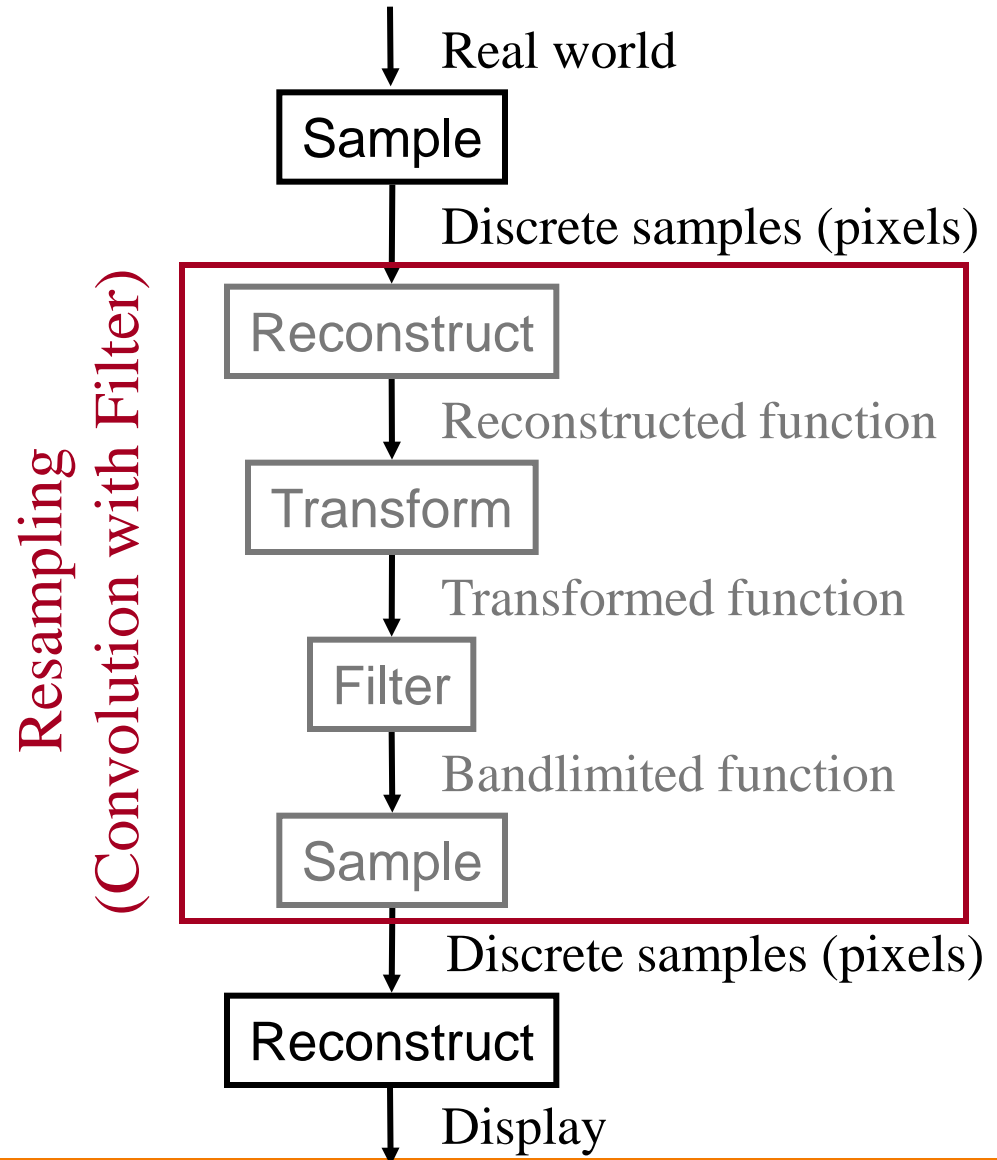 Real world
Sample
Discrete samples (pixels)
Resampling
(Convolution with Filter)
Reconstruct
Reconstructed function
Transform
Transformed function
Filter
Bandlimited function
Sample
Discrete samples (pixels)
Reconstruct
Display